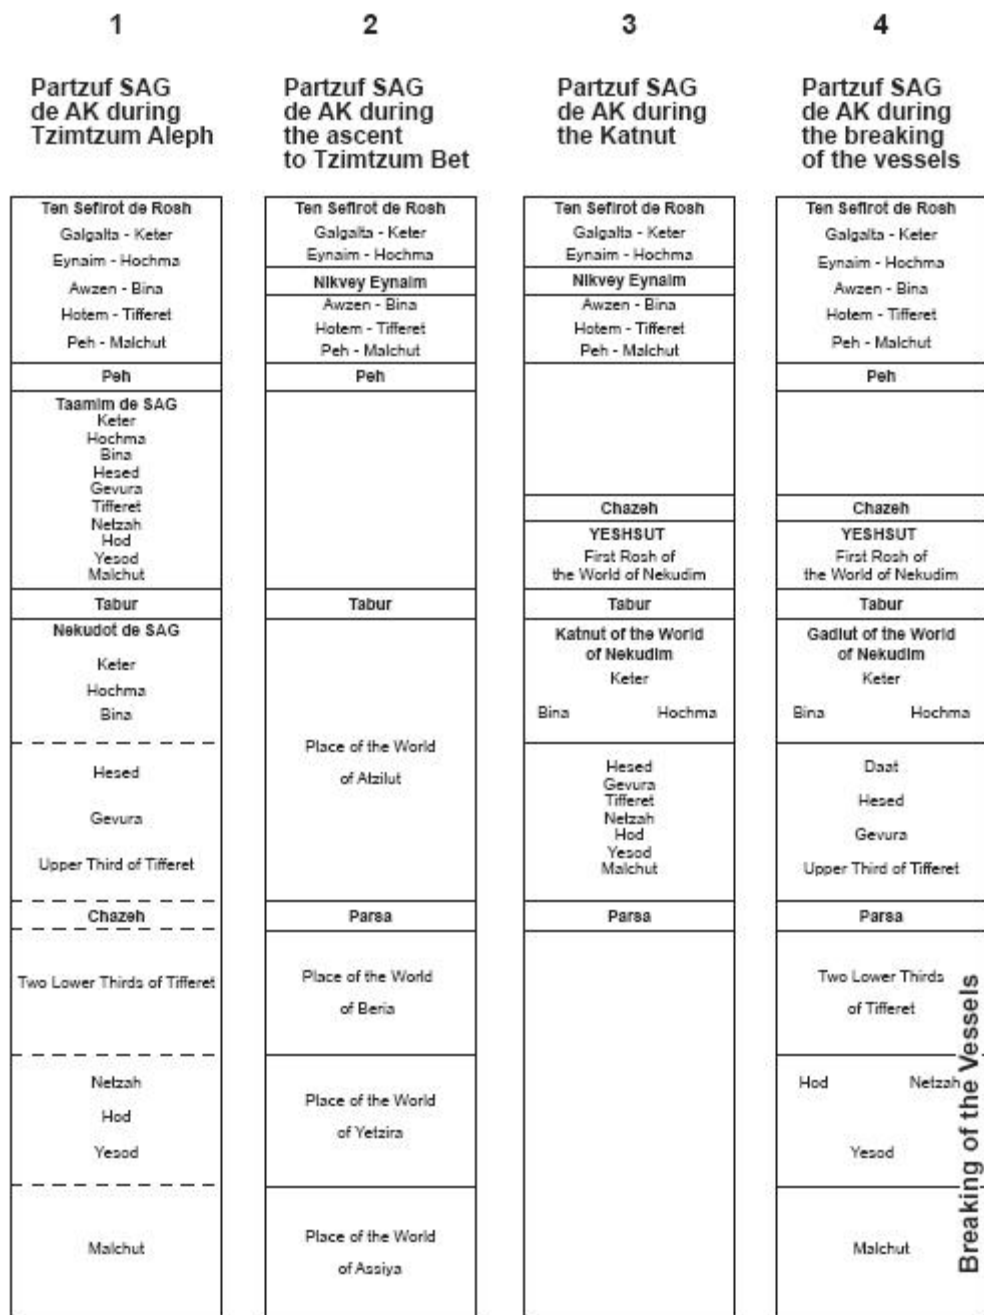 1
Partzuf SAG
de AK during
Tzimtzum Aleph
Ten Sefirot de Rosh
Galgalta - Keter
Eynaim - Hochma
Awzen - Bina
Hotem - Tifferet
Peh - Malchut
Peh
Taamim de SAG
Keter
Hochma
Bina
Hesed
Gevura
Tifferet
Netzah
Hod
Yesod
Malchut
Tabur
Nekudot de SAG
Keter
Hochma
Bina
Hesed
Gevura
Upper Third of Tifferet
Chazeh
Two Lower Thirds of Tifferet
Netzah
Hod
Yesod
Malchut
2
Partzuf SAG
de AK during
the ascent
to Tzimtzum Bet
Ten Sefirot de Rosh
Galgalta - Keter
Eynaim - Hochma
Nikvey Eynaim
Awzen - Bina
Hotem - Tifferet
Peh - Malchut
Peh
Tabur
Place of the World
of Atzilut
Parsa
Place of the World
of Beria
Place of the World
of Yetzira
Place of the World
of Assiya
3
Partzuf SAG
de AK during
the Katnut
Ten Sefirot de Rosh
Galgalta - Keter
Eynaim - Hochma
Nikvey Eynaim
Awzen - Bina
Hotem - Tifferet
Peh - Malchut
Chazeh
YESHSUT
First Rosh of
the World of Nekudim
Tabur
Katnut of the World
of Nekudim
Keter
Bina Hochma
Hesed
Gevura
Tifferet
Netzah
Hod
Yesod
Malchut
Parsa
4
Partzuf SAG
de AK during
the breaking
of the vessels
Ten Sefirot de Rosh
Galgalta - Keter
Eynaim - Hochma
Awzen - Bina
Hotem - Tifferet
Peh - Malchut
Peh
Chazeh
YESHSUT
First Rosh of
the World of Nekudim
Tabur
Gadlut of the World
of Nekudim
Keter
Bina Hochma
Daat
Hesed
Gevura
Upper Third of Tifferet
Parsa
Two Lower Thirds
of Tifferet
Hod Netzah
Yesod
Malchut
Breaking of the Vessels